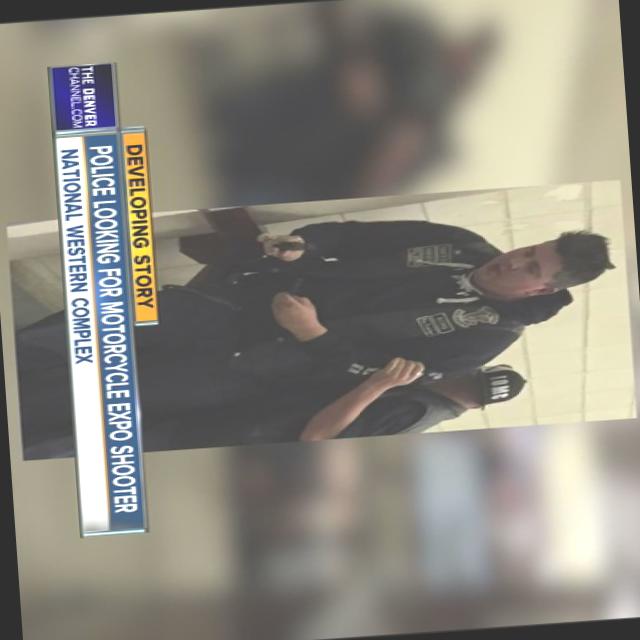 DEVELOPING STORY
THE DENVER
CHANNEL.COM
POLICE LOOKING FOR MOTORCYCLE EXPO SHOOTER
NATIONAL WESTERN COMPLEX